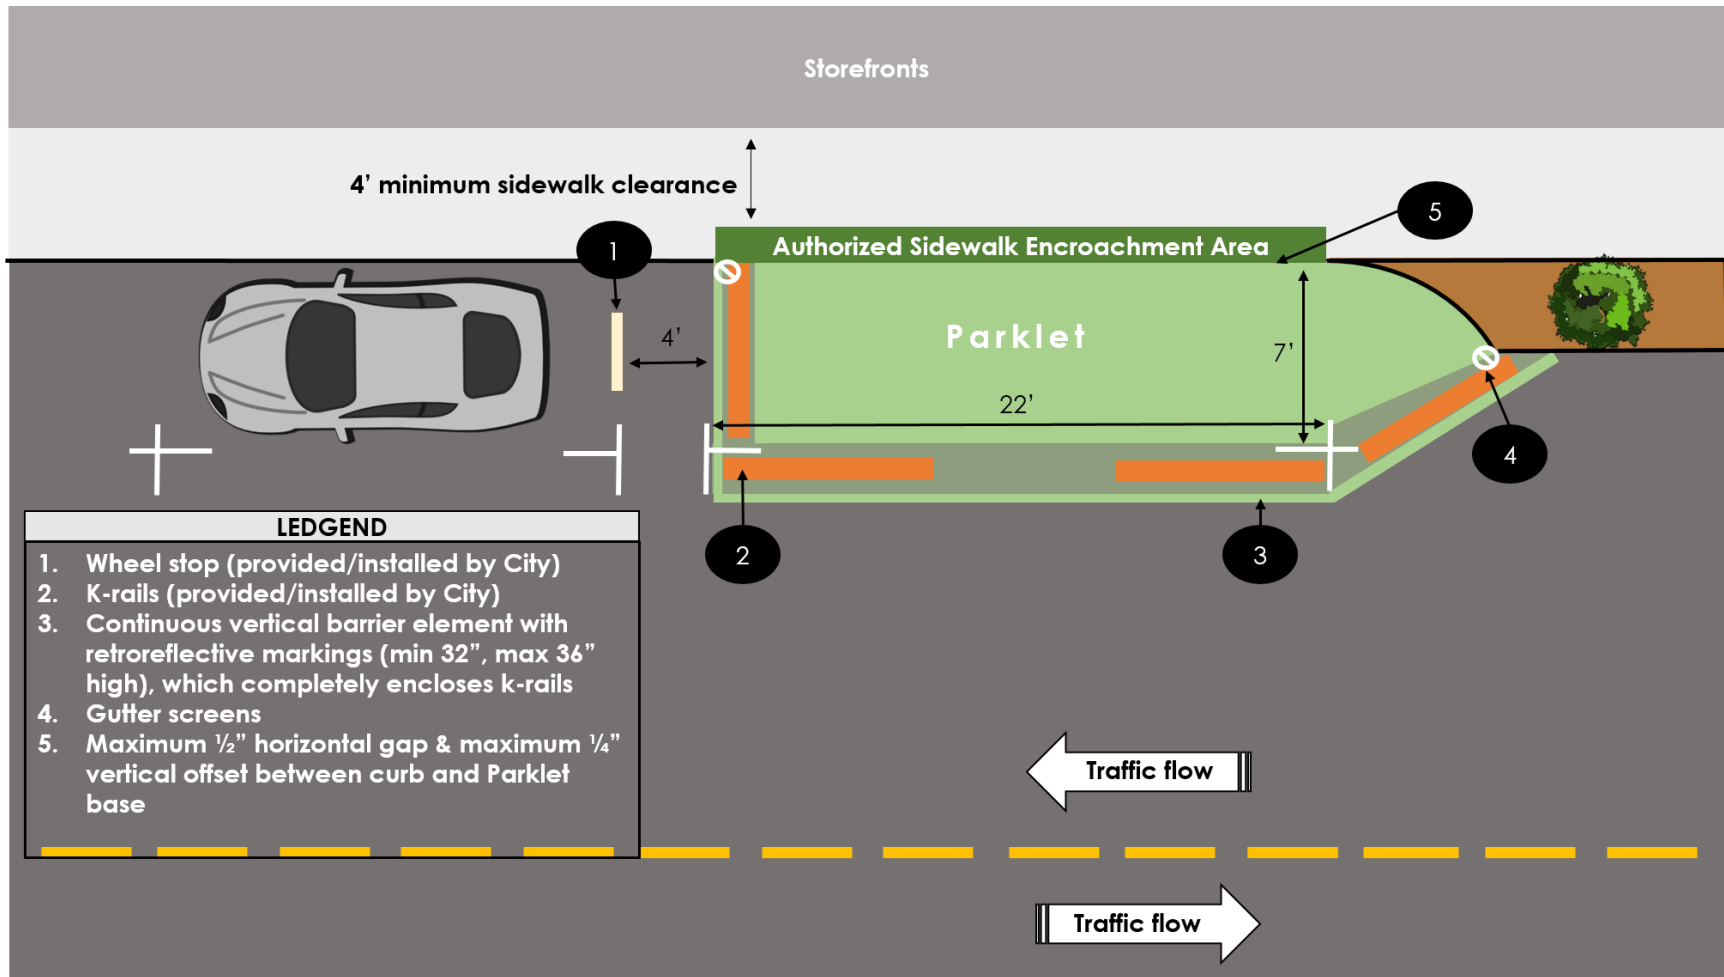 Storefronts
4’ minimum sidewalk clearance
5
1
Authorized Sidewalk Encroachment Area
4’
Parklet
7’
22’
4
2
3
LEDGEND
1. Wheel stop (provided/installed by City)
2. K-rails (provided/installed by City)
3. Continuous vertical barrier element with
retroreflective markings (min 32”, max 36”
high), which completely encloses k-rails
4. Gutter screens
5. Maximum ½” horizontal gap & maximum ¼”
vertical offset between curb and Parklet
base
Traffic flow
Traffic flow